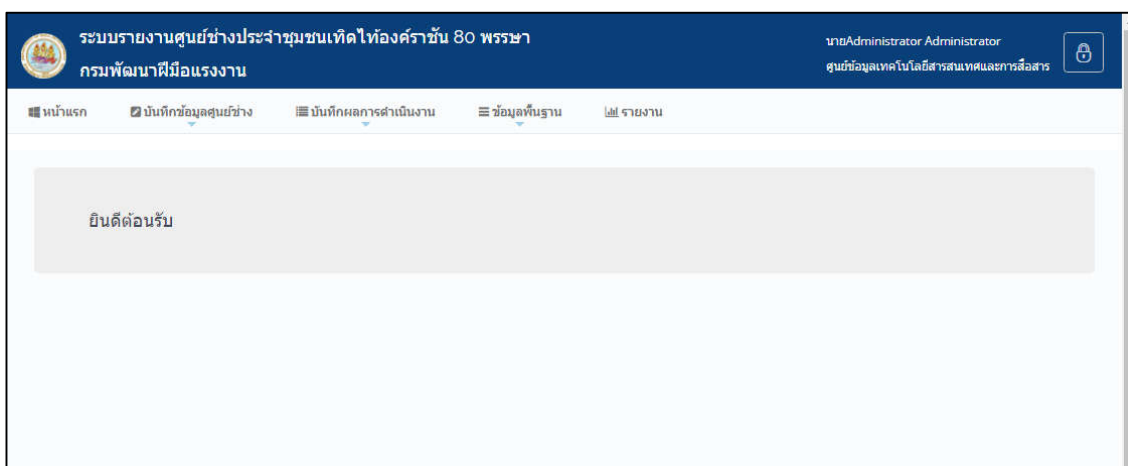 ระบบรายงานศูนย์ช่างประจำชุมชนเทิดไท้องค์ราชัน 80 พรรษา
กรมพัฒนาฝีมือแรงงาน
นายAdministrator Administrator
ศูนย์ข้อมูลเทคโนโลยีสารสนเทศและการสื่อสาร
หน้าแรก บันทึกข้อมูลศูนย์ช่าง บันทึกผลการดำเนินงาน ข้อมูลพื้นฐาน รายงาน
ยินดีต้อนรับ